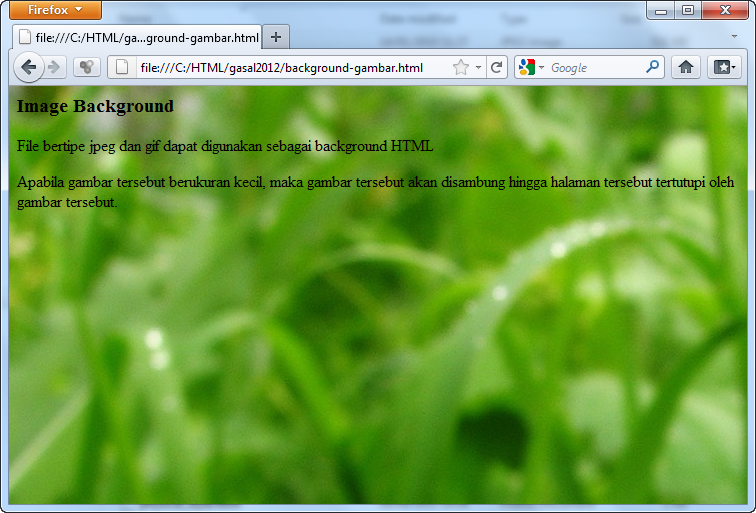 Firefox
file:///C:/HTML/ga...ground-gambar.html
file:///C:/HTML/gasal2012/background-gambar.html
Google
Image Background
File bertipe jpeg dan gif dapat digunakan sebagai background HTML
Apabila gambar tersebut berukuran kecil, maka gambar tersebut akan disambung hingga halaman tersebut tertutupi oleh
gambar tersebut.